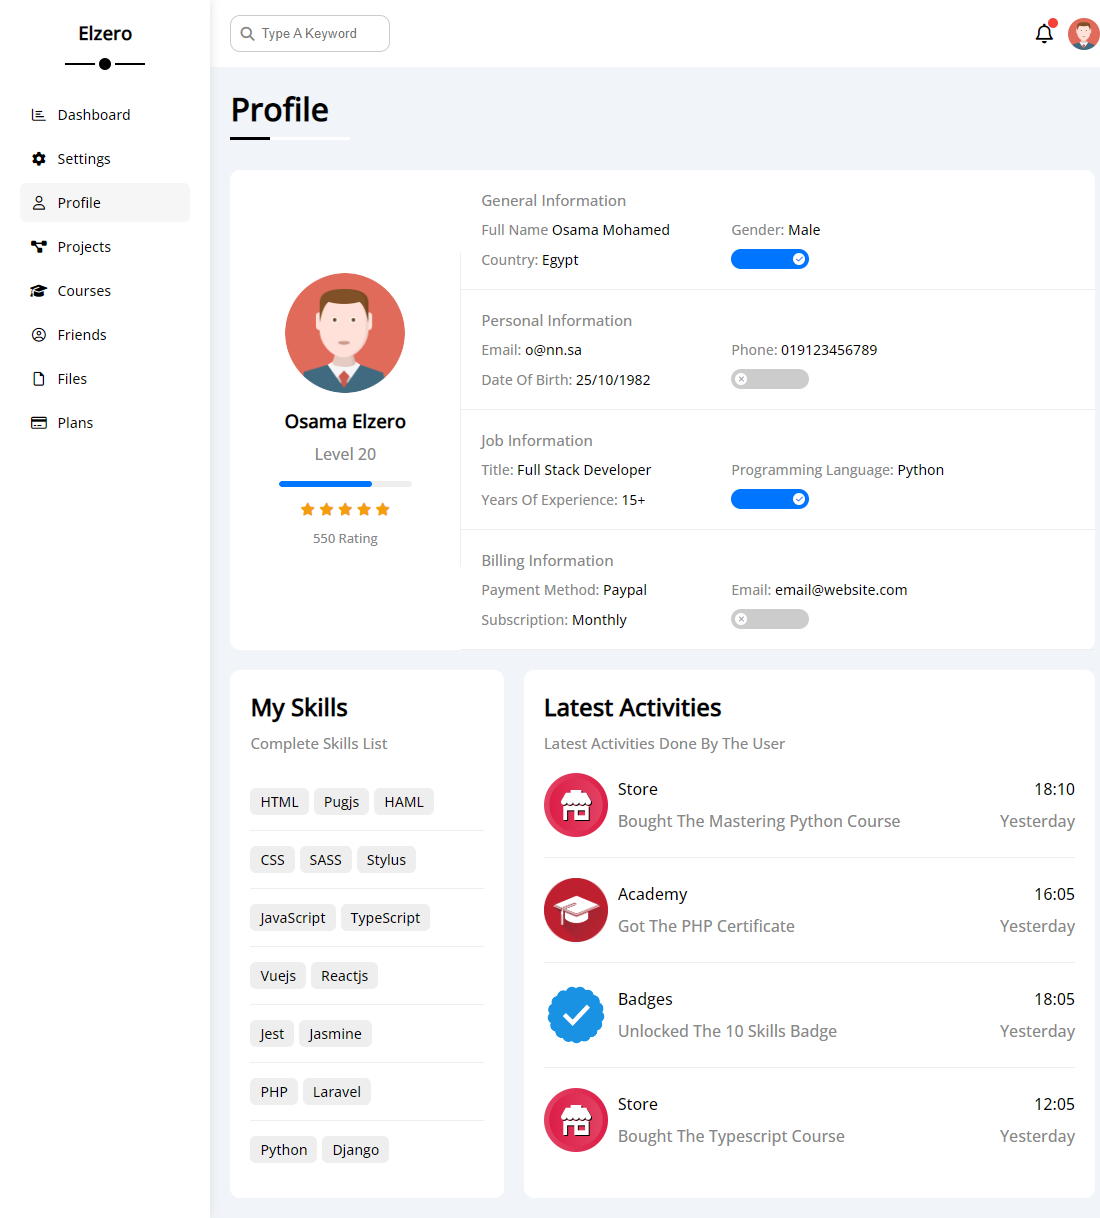 Elzero
Dashboard
Settings
Profile
Projects
Courses
Friends
Files
Plans
Type A Keyword
Profile
Osama Elzero
Level 20
550 Rating
General Information
Full Name Osama Mohamed Gender: Male
Country: Egypt
Personal Information
Email: o@nn.sa Phone: 019123456789
Date Of Birth: 25/10/1982
Job Information
Title: Full Stack Developer Programming Language: Python
Years Of Experience: 15+
Billing Information
Payment Method: Paypal Email: email@website.com
Subscription: Monthly
My Skills
Complete Skills List
HTML Pugjs HAML
CSS SASS Stylus
JavaScript TypeScript
Vuejs Reactjs
Jest Jasmine
PHP Laravel
Python Django
Latest Activities
Latest Activities Done By The User
Store 18:10
Bought The Mastering Python Course Yesterday
Academy 16:05
Got The PHP Certificate Yesterday
Badges 18:05
Unlocked The 10 Skills Badge Yesterday
Store 12:05
Bought The Typescript Course Yesterday